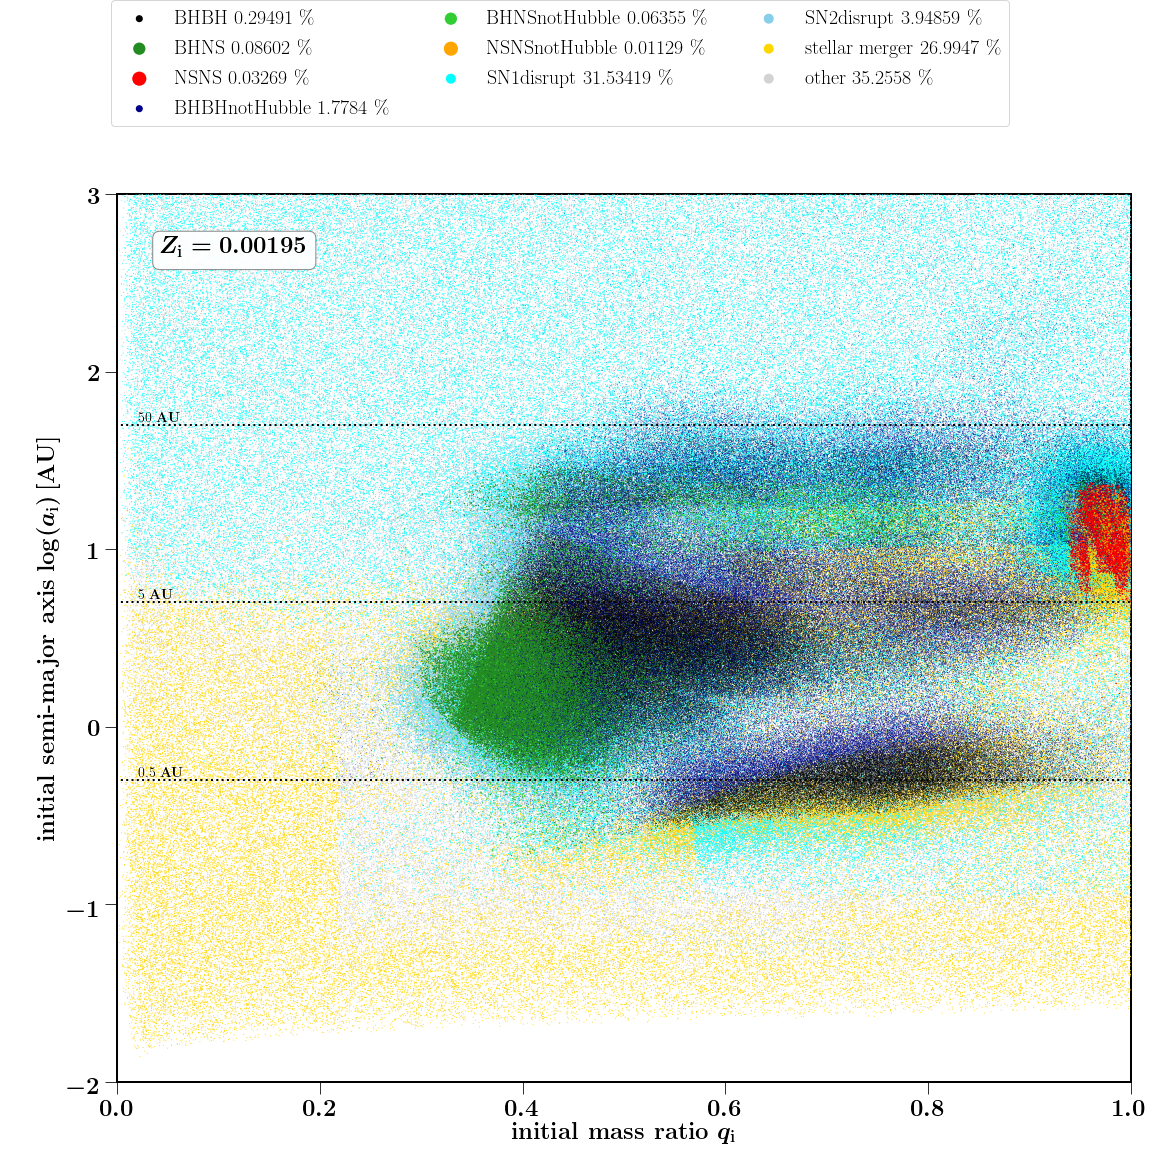 BHBH 0.29491 %
BHNS 0.08602 %
NSNS 0.03269 %
BHBHnotHubble 1.7784 %
BHNSnotHubble 0.06355 %
NSNSnotHubble 0.01129 %
SN1disrupt 31.53419 %
SN2disrupt 3.94859 %
stellar merger 26.9947 %
other 35.2558 %
Zᵢ = 0.00195
50 AU
5 AU
0.5 AU
3
2
1
0
−1
−2
initial semi-major axis log(aᵢ) [AU]
0.0 0.2 0.4 0.6 0.8 1.0
initial mass ratio qᵢ